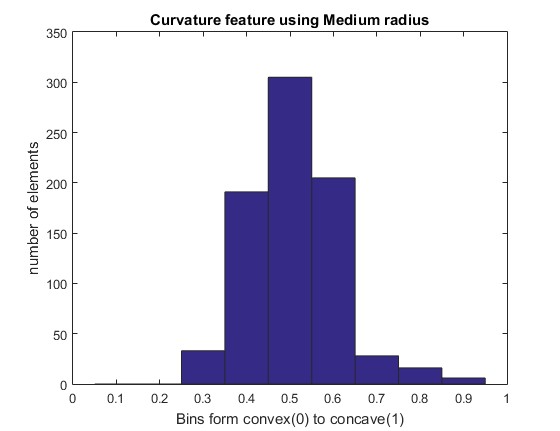 Curvature feature using Medium radius
350
300
250
200
150
100
50
0
number of elements
0 0.1 0.2 0.3 0.4 0.5 0.6 0.7 0.8 0.9 1
Bins form convex(0) to concave(1)